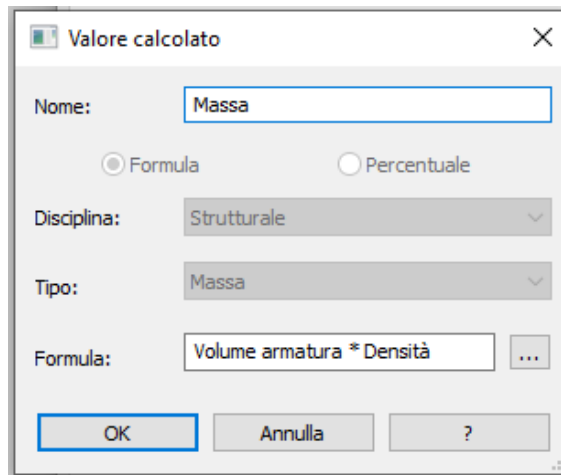 Valore calcolato
Nome: Massa
Formula Percentuale
Disciplina: Strutturale
Tipo: Massa
Formula: Volume armatura * Densità ...
OK Annulla ?